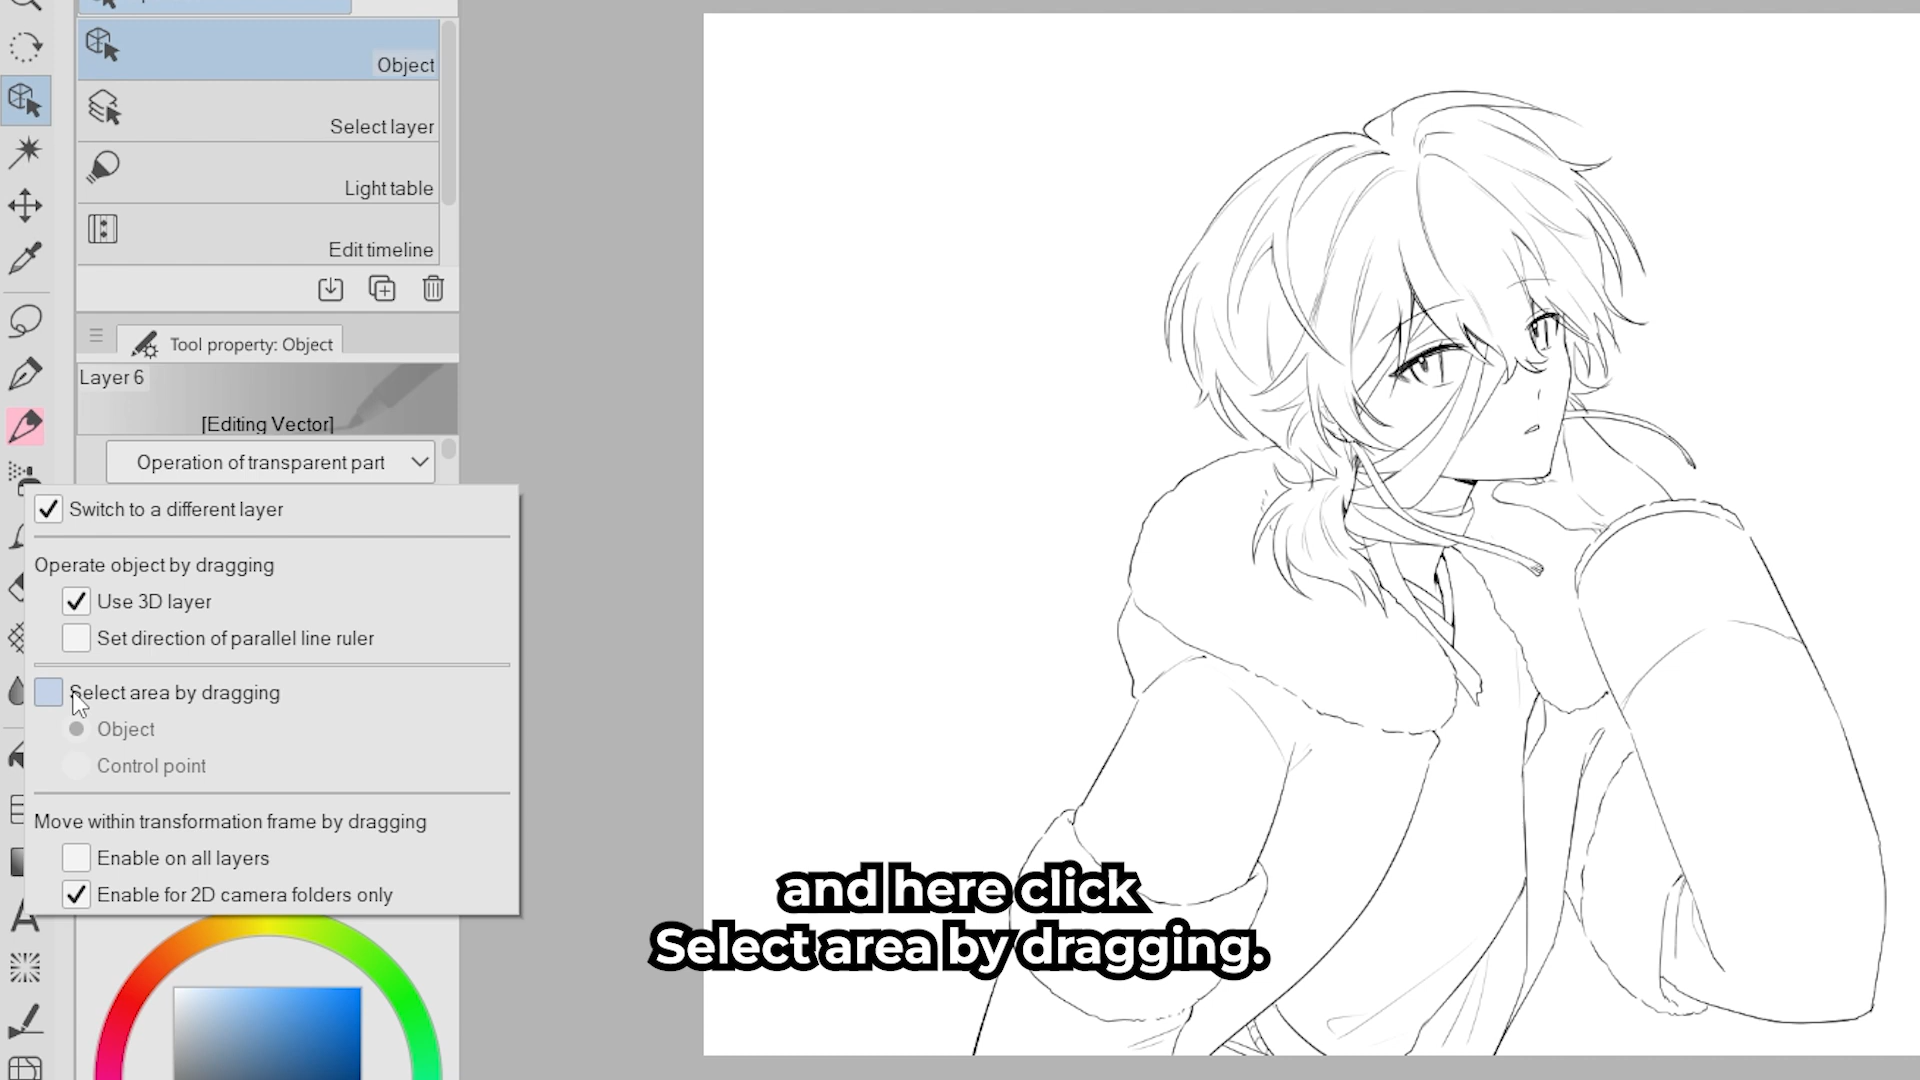 Object
Select layer
Light table
Edit timeline
Tool property: Object
Layer 6
[Editing Vector]
Operation of transparent part
Switch to a different layer
Operate object by dragging
Use 3D layer
Set direction of parallel line ruler
Select area by dragging
Object
Control point
Move within transformation frame by dragging
Enable on all layers
Enable for 2D camera folders only
and here click
Select area by dragging.